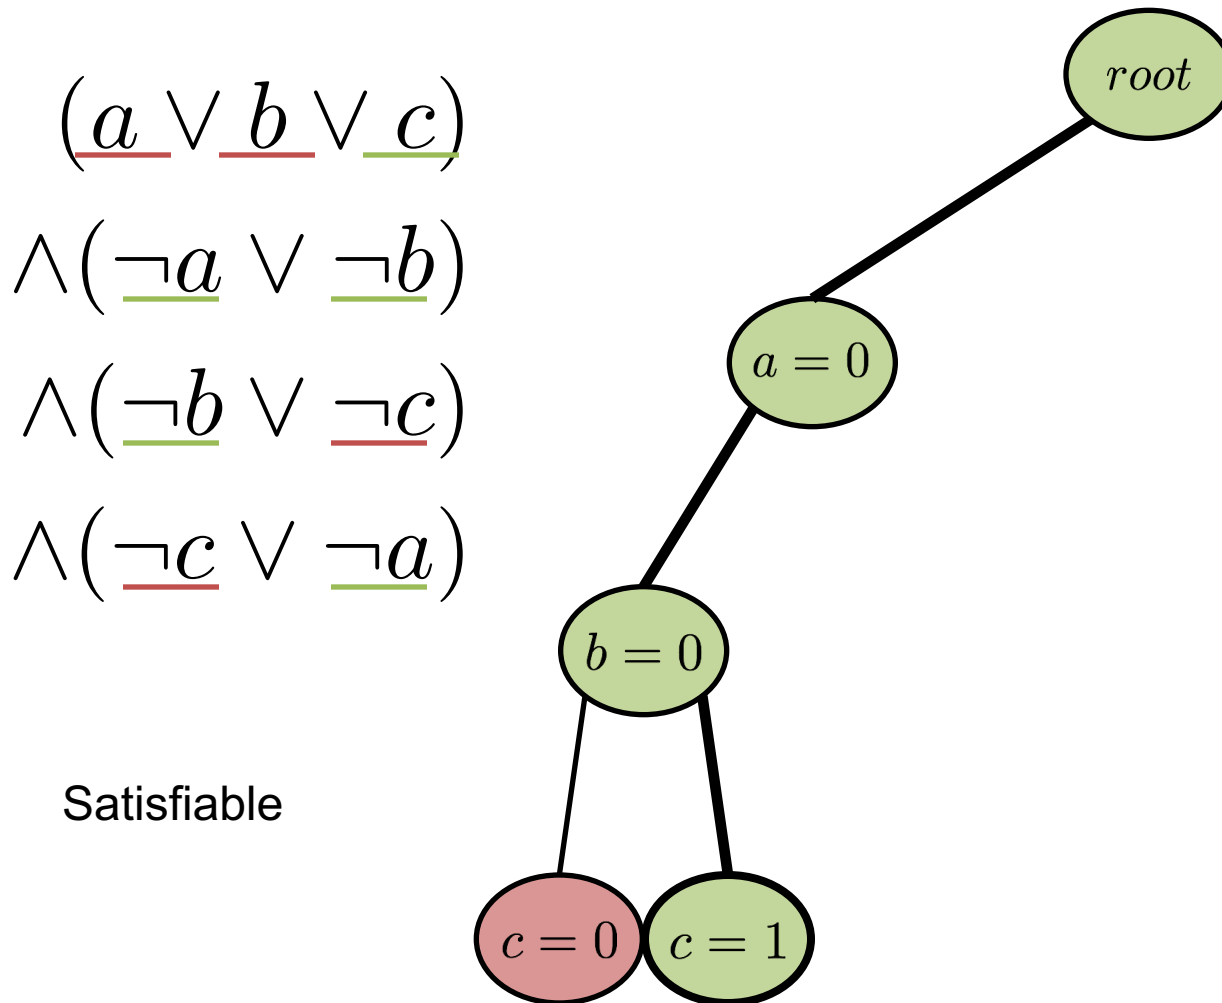 (a ∨ b ∨ c)
∧(¬a ∨ ¬b)
∧(¬b ∨ ¬c)
∧(¬c ∨ ¬a)
Satisfiable
root
a = 0
b = 0
c = 0
c = 1